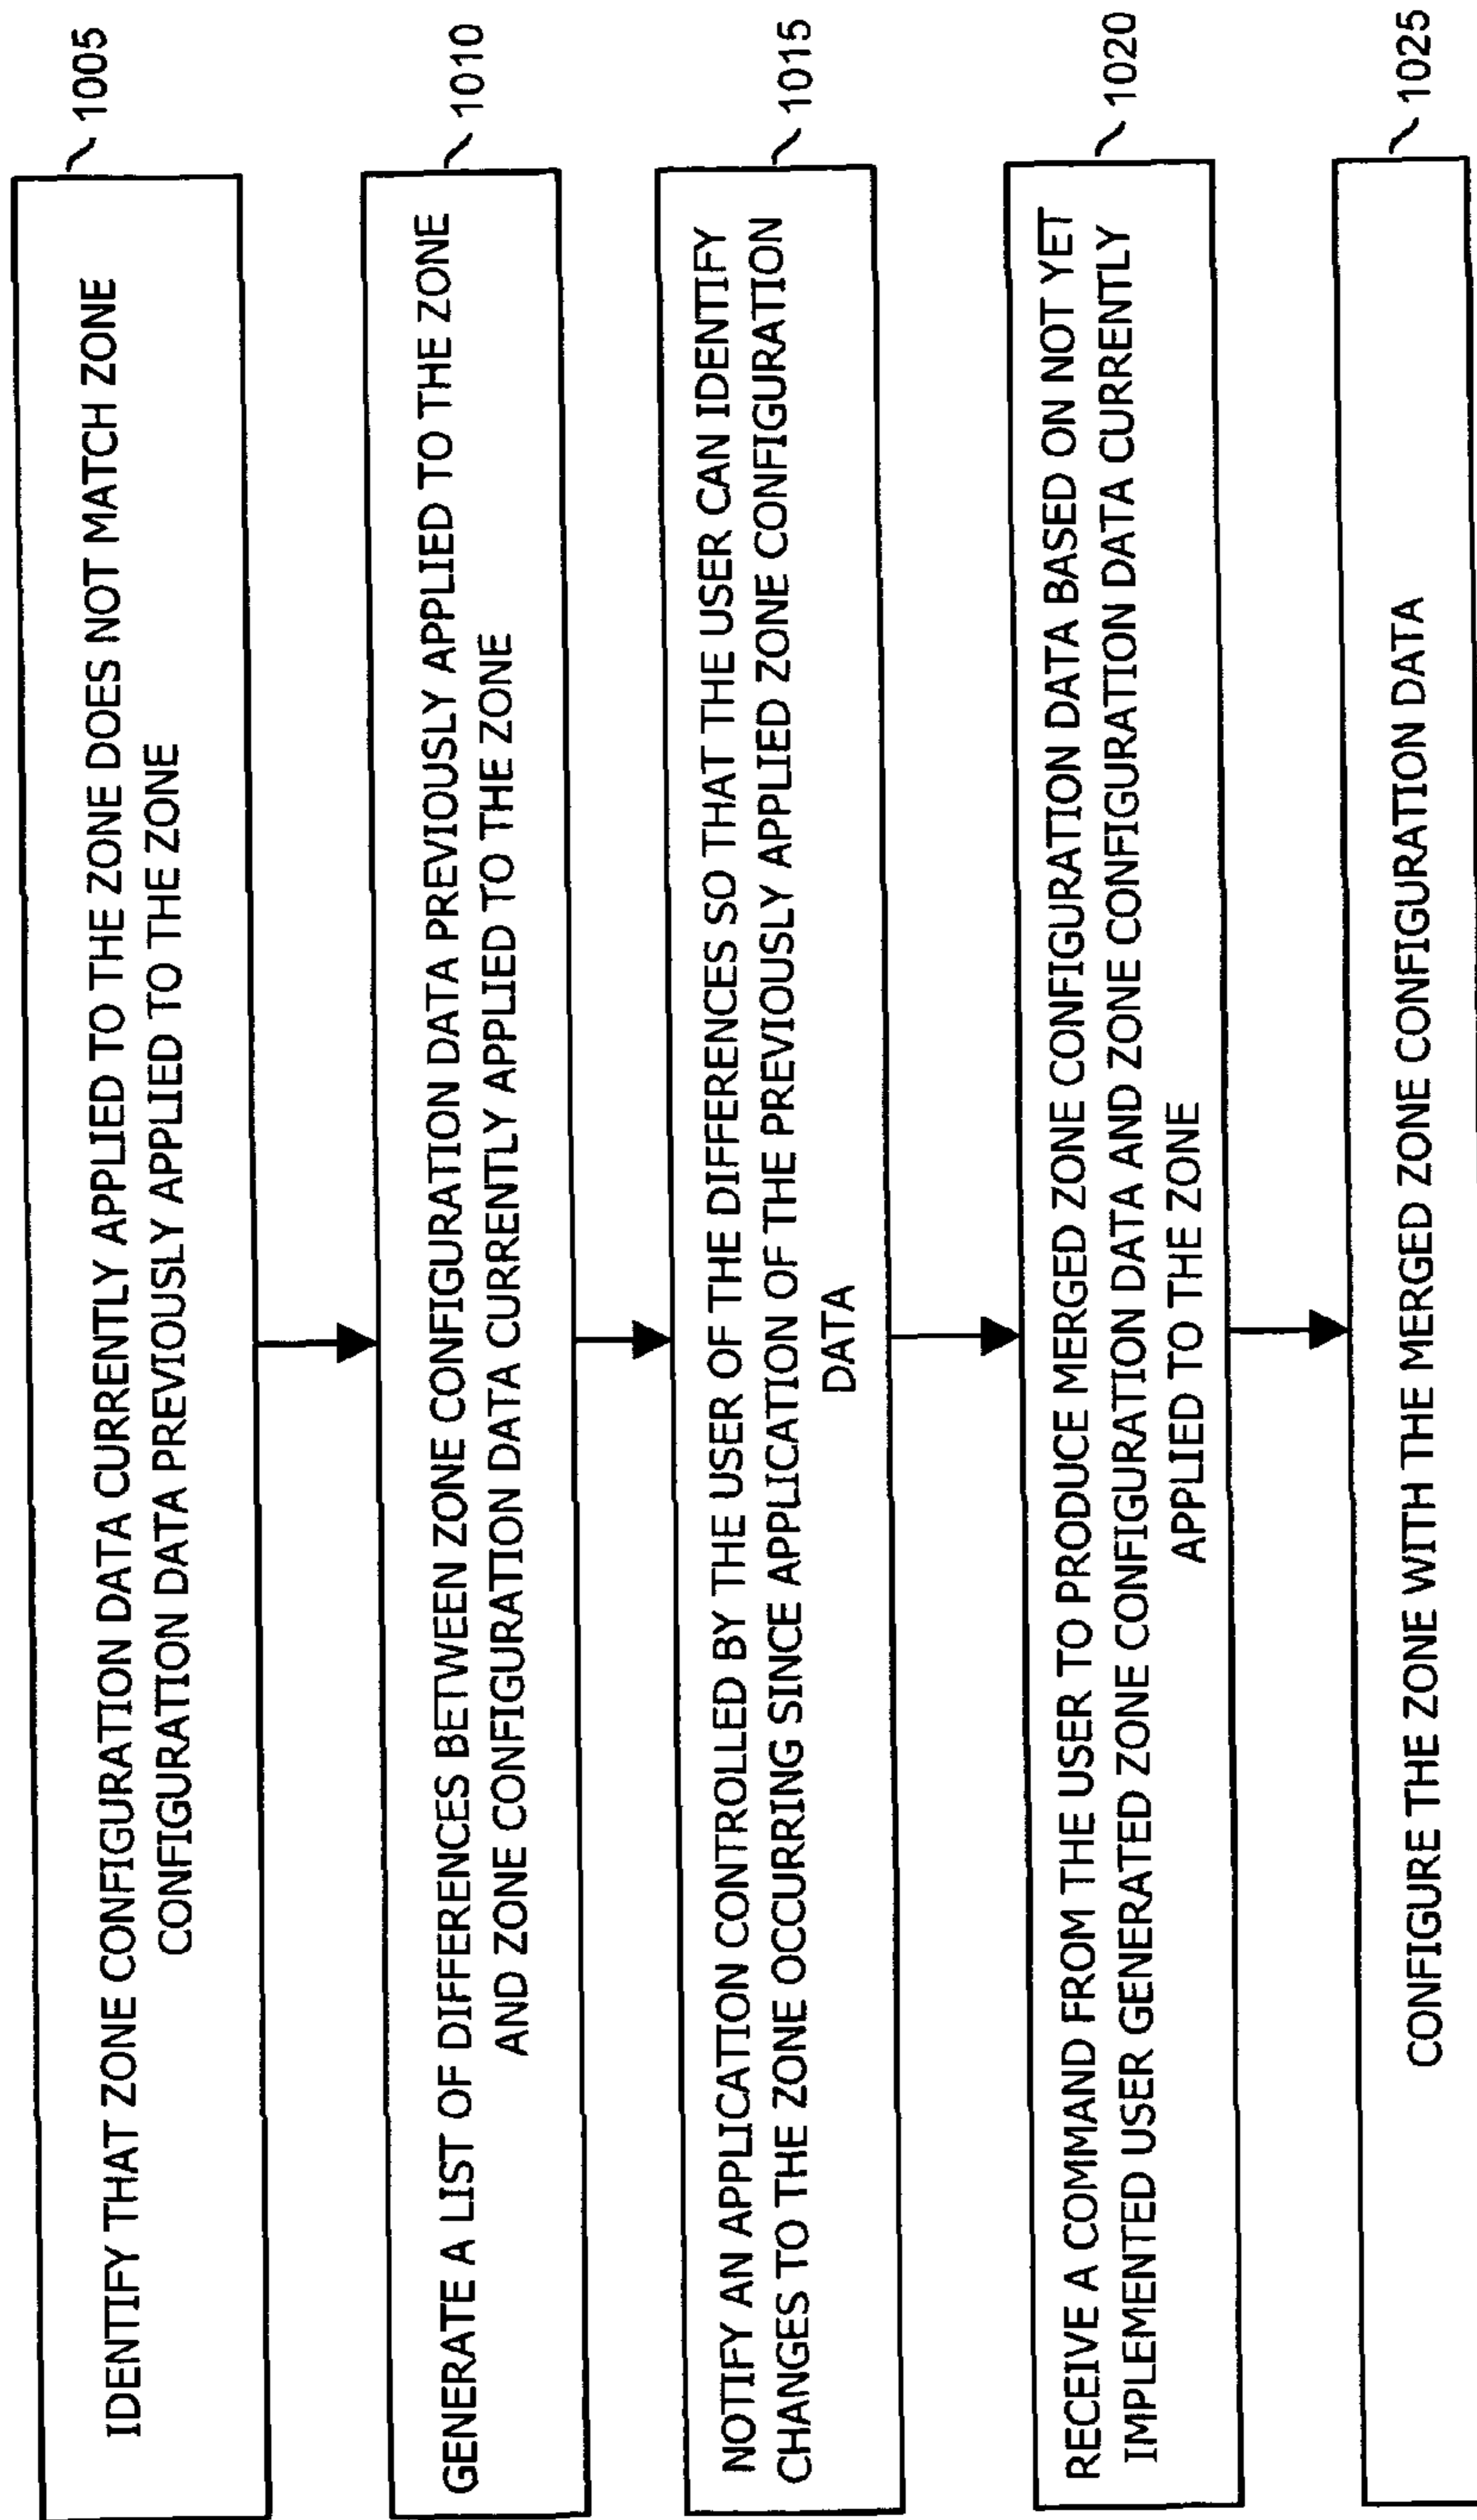 IDENTIFY THAT ZONE CONFIGURATION DATA CURRENTLY APPLIED TO THE ZONE DOES NOT MATCH ZONE
CONFIGURATION DATA PREVIOUSLY APPLIED TO THE ZONE
1005
GENERATE A LIST OF DIFFERENCES BETWEEN ZONE CONFIGURATION DATA PREVIOUSLY APPLIED TO THE ZONE
AND ZONE CONFIGURATION DATA CURRENTLY APPLIED TO THE ZONE
1010
NOTIFY AN APPLICATION CONTROLLED BY THE USER OF THE DIFFERENCES SO THAT THE USER CAN IDENTIFY
CHANGES TO THE ZONE OCCURRING SINCE APPLICATION OF THE PREVIOUSLY APPLIED ZONE CONFIGURATION
DATA
1015
RECEIVE A COMMAND FROM THE USER TO PRODUCE MERGED ZONE CONFIGURATION DATA BASED ON NOT YET
IMPLEMENTED USER GENERATED ZONE CONFIGURATION DATA AND ZONE CONFIGURATION DATA CURRENTLY
APPLIED TO THE ZONE
1020
CONFIGURE THE ZONE WITH THE MERGED ZONE CONFIGURATION DATA
1025